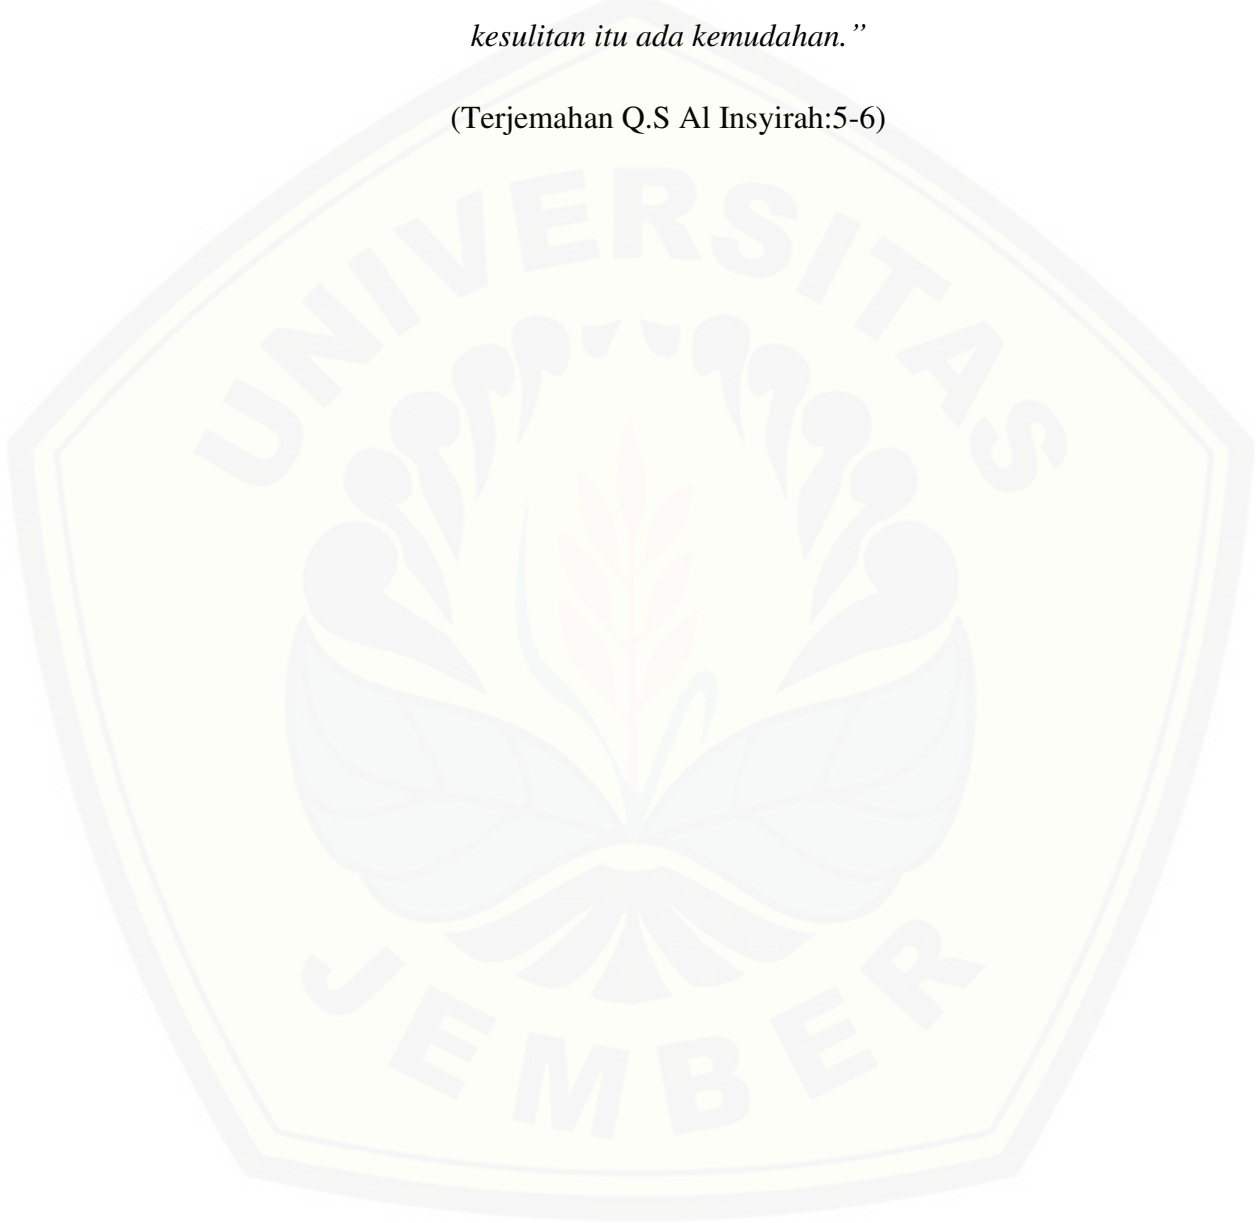 kesulitan itu ada kemudahan.”
(Terjemahan Q.S Al Insyirah:5-6)
UNIVERSITAS
JEMBER